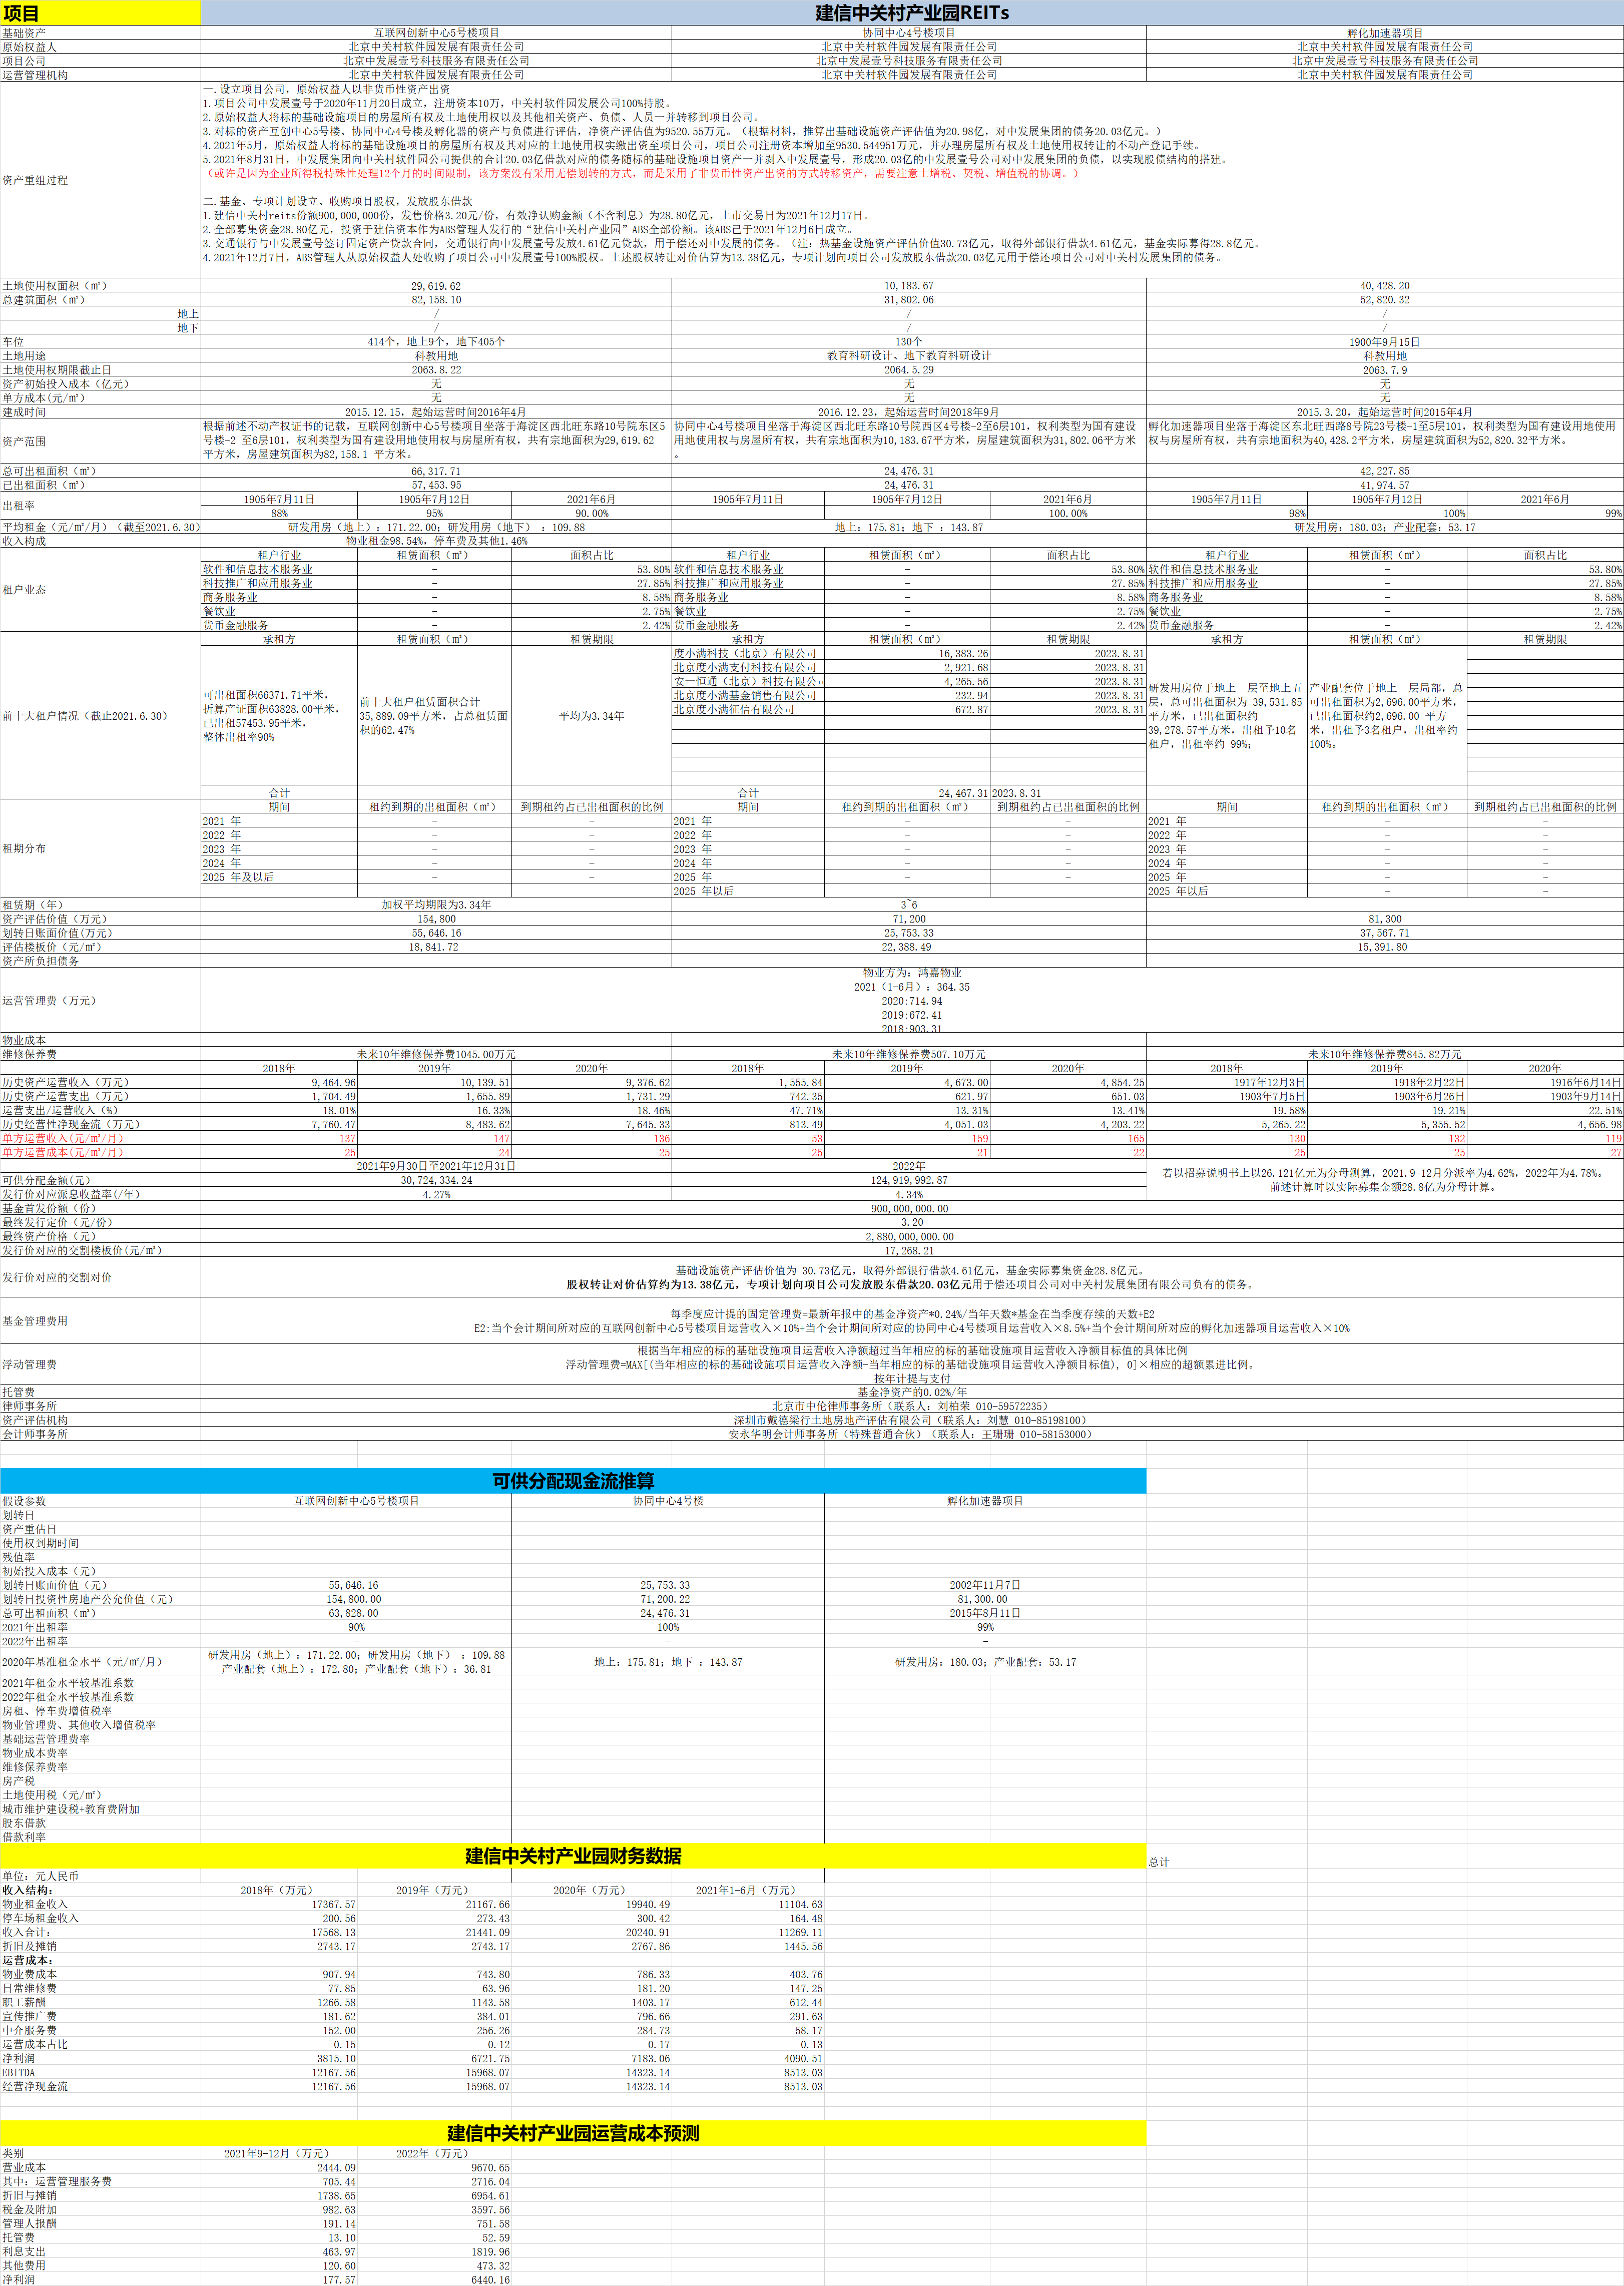 项目 建信中关村产业园REITs
基础资产 互联网创新中心5号楼项目 协同中心4号楼项目 孵化加速器项目
原始权益人 北京中关村软件园发展有限责任公司 北京中关村软件园发展有限责任公司 北京中关村软件园发展有限责任公司
项目公司 北京中发展壹号科技服务有限责任公司 北京中发展壹号科技服务有限责任公司 北京中发展壹号科技服务有限责任公司
运营管理机构 北京中关村软件园发展有限责任公司 北京中关村软件园发展有限责任公司 北京中关村软件园发展有限责任公司
资产重组过程
一.设立项目公司，原始权益人以非货币性资产出资
1.项目公司中发展壹号于2020年11月20日成立，注册资本10万，中关村软件园发展公司100%持股。
2.原始权益人将标的基础设施项目的房屋所有权及土地使用权以及其他相关资产、负债、人员一并转移到项目公司。
3.对标的资产互创中心5号楼、协同中心4号楼及孵化器的资产与负债进行评估，净资产评估值为9520.55万元。（根据材料，推算出基础设施资产评估值为20.98亿，对中发展集团的债务20.03亿元。）
4.2021年5月，原始权益人将标的基础设施项目的房屋所有权及其对应的土地使用权实缴出资至项目公司，项目公司注册资本增加至9530.544951万元，并办理房屋所有权及土地使用权转让的不动产登记手续。
5.2021年8月31日，中发展集团向中关村软件园公司提供的合计20.03亿借款对应的债务随标的基础设施项目资产一并剥入中发展壹号，形成20.03亿的中发展壹号公司对中发展集团的负债，以实现股债结构的搭建。
（或许是因为企业所得税特殊性处理12个月的时间限制，该方案没有采用无偿划转的方式，而是采用了非货币性资产出资的方式转移资产，需要注意土增税、契税、增值税的协调。）
二.基金、专项计划设立、收购项目股权，发放股东借款
1.建信中关村reits份额900,000,000份，发售价格3.20元/份，有效净认购金额（不含利息）为28.80亿元，上市交易日为2021年12月17日。
2.全部募集资金28.80亿元，投资于建信资本作为ABS管理人发行的“建信中关村产业园”ABS全部份额。该ABS已于2021年12月6日成立。
3.交通银行与中发展壹号签订固定资产贷款合同，交通银行向中发展壹号发放4.61亿元贷款，用于偿还对中发展的债务。（注：热基金设施资产评估价值30.73亿元，取得外部银行借款4.61亿元，基金实际募得28.8亿元。
4.2021年12月7日，ABS管理人从原始权益人处收购了项目公司中发展壹号100%股权。上述股权转让对价估算为13.38亿元，专项计划向项目公司发放股东借款20.03亿元用于偿还项目公司对中关发展集团的债务。
土地使用权面积（㎡） 29,619.62 10,183.67 40,428.20
总建筑面积（㎡） 82,158.10 31,802.06 52,820.32
地上 / / /
地下 / / /
车位 414个，地上9个，地下405个 130个 1900年9月15日
土地用途 科教用地 教育科研设计、地下教育科研设计 科教用地
土地使用权期限截止日 2063.8.22 2064.5.29 2063.7.9
资产初始投入成本（亿元） 无 无 无
单方成本(元/㎡) 无 无 无
建成时间 2015.12.15，起始运营时间2016年4月 2016.12.23，起始运营时间2018年9月 2015.3.20，起始运营时间2015年4月
资产范围
根据前述不动产权证书的记载，互联网创新中心5号楼项目坐落于海淀区西北旺东路10号院东区5
号楼-2 至6层101，权利类型为国有建设用地使用权与房屋所有权，共有宗地面积为29,619.62
平方米，房屋建筑面积为82,158.1 平方米。
协同中心4号楼项目坐落于海淀区西北旺东路10号院西区4号楼-2至6层101，权利类型为国有建设
用地使用权与房屋所有权，共有宗地面积为10,183.67平方米，房屋建筑面积为31,802.06平方米
。
孵化加速器项目坐落于海淀区东北旺西路8号院23号楼-1至5层101，权利类型为国有建设用地使用
权与房屋所有权，共有宗地面积为40,428.2平方米，房屋建筑面积为52,820.32平方米。
总可出租面积（㎡） 66,317.71 24,476.31 42,227.85
已出租面积（㎡） 57,453.95 24,476.31 41,974.57
出租率 1905年7月11日 1905年7月12日 2021年6月 1905年7月11日 1905年7月12日 2021年6月 1905年7月11日 1905年7月12日 2021年6月
88% 95% 90.00% 100.00% 98% 100% 99%
平均租金（元/㎡/月）（截至2021.6.30） 研发用房（地上）：171.22.00；研发用房（地下） ：109.88 地上：175.81；地下 ：143.87 研发用房：180.03；产业配套：53.17
收入构成 物业租金98.54%，停车费及其他1.46%
租户业态
租户行业 租赁面积（㎡） 面积占比 租户行业 租赁面积（㎡） 面积占比 租户行业 租赁面积（㎡） 面积占比
软件和信息技术服务业 - 53.80% 软件和信息技术服务业 - 53.80% 软件和信息技术服务业 - 53.80%
科技推广和应用服务业 - 27.85% 科技推广和应用服务业 - 27.85% 科技推广和应用服务业 - 27.85%
商务服务业 - 8.58% 商务服务业 - 8.58% 商务服务业 - 8.58%
餐饮业 - 2.75% 餐饮业 - 2.75% 餐饮业 - 2.75%
货币金融服务 - 2.42% 货币金融服务 - 2.42% 货币金融服务 - 2.42%
前十大租户情况（截止2021.6.30）
承租方 租赁面积（㎡） 租赁期限 承租方 租赁面积（㎡） 租赁期限 承租方 租赁面积（㎡） 租赁期限
可出租面积66371.71平米，
折算产证面积63828.00平米，
已出租57453.95平米，
整体出租率90%
前十大租户租赁面积合计
35,889.09平方米，占总租赁面
积的62.47%
平均为3.34年
度小满科技（北京）有限公司 16,383.26 2023.8.31
北京度小满支付科技有限公司 2,921.68 2023.8.31
安一恒通（北京）科技有限公司 4,265.56 2023.8.31
北京度小满基金销售有限公司 232.94 2023.8.31
北京度小满征信有限公司 672.87 2023.8.31
研发用房位于地上一层至地上五
层，总可出租面积为 39,531.85
平方米，已出租面积约
39,278.57平方米，出租予10名
租户，出租率约 99%；
产业配套位于地上一层局部，总
可出租面积为2,696.00平方米，
已出租面积约2,696.00 平方
米，出租予3名租户，出租率约
100%。
合计 合计 24,467.31 2023.8.31
租期分布
期间 租约到期的出租面积（㎡） 到期租约占已出租面积的比例 期间 租约到期的出租面积（㎡） 到期租约占已出租面积的比例 期间 租约到期的出租面积（㎡） 到期租约占已出租面积的比例
2021 年 - - 2021 年 - - 2021 年 - -
2022 年 - - 2022 年 - - 2022 年 - -
2023 年 - - 2023 年 - - 2023 年 - -
2024 年 - - 2024 年 - - 2024 年 - -
2025 年及以后 - - 2025 年 - - 2025 年 - -
2025 年以后 2025 年以后 - -
租赁期（年） 加权平均期限为3.34年 3~6
资产评估价值（万元） 154,800 71,200 81,300
划转日账面价值(万元) 55,646.16 25,753.33 37,567.71
评估楼板价（元/㎡） 18,841.72 22,388.49 15,391.80
资产所负担债务
运营管理费（万元）
物业方为：鸿嘉物业
2021（1-6月）：364.35
2020:714.94
2019:672.41
2018:903.31
物业成本
维修保养费 未来10年维修保养费1045.00万元 未来10年维修保养费507.10万元 未来10年维修保养费845.82万元
2018年 2019年 2020年 2018年 2019年 2020年 2018年 2019年 2020年
历史资产运营收入（万元） 9,464.96 10,139.51 9,376.62 1,555.84 4,673.00 4,854.25 1917年12月3日 1918年2月22日 1916年6月14日
历史资产运营支出（万元） 1,704.49 1,655.89 1,731.29 742.35 621.97 651.03 1903年7月5日 1903年6月26日 1903年9月14日
运营支出/运营收入（%） 18.01% 16.33% 18.46% 47.71% 13.31% 13.41% 19.58% 19.21% 22.51%
历史经营性净现金流（万元） 7,760.47 8,483.62 7,645.33 813.49 4,051.03 4,203.22 5,265.22 5,355.52 4,656.98
单方运营收入(元/㎡/月) 137 147 136 53 159 165 130 132 119
单方运营成本(元/㎡/月) 25 24 25 25 21 22 25 25 27
2021年9月30日至2021年12月31日 2022年
可供分配金额(元) 30,724,334.24 124,919,992.87
发行价对应派息收益率(/年） 4.27% 4.34%
若以招募说明书上以26.121亿元为分母测算，2021.9-12月分派率为4.62%，2022年为4.78%。
前述计算时以实际募集金额28.8亿为分母计算。
基金首发份额（份） 900,000,000.00
最终发行定价（元/份） 3.20
最终资产价格（元） 2,880,000,000.00
发行价对应的交割楼板价(元/㎡) 17,268.21
发行价对应的交割对价
基础设施资产评估价值为 30.73亿元，取得外部银行借款4.61亿元，基金实际募集资金28.8亿元。
股权转让对价估算约为13.38亿元，专项计划向项目公司发放股东借款20.03亿元用于偿还项目公司对中关村发展集团有限公司负有的债务。
基金管理费用
每季度应计提的固定管理费=最新年报中的基金净资产*0.24%/当年天数*基金在当季度存续的天数+E2
E2:当个会计期间所对应的互联网创新中心5号楼项目运营收入×10%+当个会计期间所对应的协同中心4号楼项目运营收入×8.5%+当个会计期间所对应的孵化加速器项目运营收入×10%
浮动管理费
根据当年相应的标的基础设施项目运营收入净额超过当年相应的标的基础设施项目运营收入净额目标值的具体比例
浮动管理费=MAX[(当年相应的标的基础设施项目运营收入净额-当年相应的标的基础设施项目运营收入净额目标值), 0]×相应的超额累进比例。
按年计提与支付
托管费 基金净资产的0.02%/年
律师事务所 北京市中伦律师事务所（联系人：刘柏荣 010-59572235）
资产评估机构 深圳市戴德梁行土地房地产评估有限公司（联系人：刘慧 010-85198100）
会计师事务所 安永华明会计师事务所（特殊普通合伙）（联系人：王珊珊 010-58153000）
可供分配现金流推算
假设参数 互联网创新中心5号楼项目 协同中心4号楼 孵化加速器项目
划转日
资产重估日
使用权到期时间
残值率
初始投入成本（元）
划转日账面价值（元） 55,646.16 25,753.33 2002年11月7日
划转日投资性房地产公允价值（元） 154,800.00 71,200.22 81,300.00
总可出租面积（㎡） 63,828.00 24,476.31 2015年8月11日
2021年出租率 90% 100% 99%
2022年出租率 - - -
2020年基准租金水平（元/㎡/月）
研发用房（地上）：171.22.00；研发用房（地下） ：109.88
产业配套（地上）：172.80；产业配套（地下）：36.81
地上：175.81；地下 ：143.87 研发用房：180.03；产业配套：53.17
2021年租金水平较基准系数
2022年租金水平较基准系数
房租、停车费增值税率
物业管理费、其他收入增值税率
基础运营管理费率
物业成本费率
维修保养费率
房产税
土地使用税（元/㎡）
城市维护建设税+教育费附加
股东借款
借款利率
建信中关村产业园财务数据 总计
单位：元人民币
收入结构： 2018年（万元） 2019年（万元） 2020年（万元） 2021年1-6月（万元）
物业租金收入 17367.57 21167.66 19940.49 11104.63
停车场租金收入 200.56 273.43 300.42 164.48
收入合计： 17568.13 21441.09 20240.91 11269.11
折旧及摊销 2743.17 2743.17 2767.86 1445.56
运营成本：
物业费成本 907.94 743.80 786.33 403.76
日常维修费 77.85 63.96 181.20 147.25
职工薪酬 1266.58 1143.58 1403.17 612.44
宣传推广费 181.62 384.01 796.66 291.63
中介服务费 152.00 256.26 284.73 58.17
运营成本占比 0.15 0.12 0.17 0.13
净利润 3815.10 6721.75 7183.06 4090.51
EBITDA 12167.56 15968.07 14323.14 8513.03
经营净现金流 12167.56 15968.07 14323.14 8513.03
建信中关村产业园运营成本预测
类别 2021年9-12月（万元） 2022年（万元）
营业成本 2444.09 9670.65
其中：运营管理服务费 705.44 2716.04
折旧与摊销 1738.65 6954.61
税金及附加 982.63 3597.56
管理人报酬 191.14 751.58
托管费 13.10 52.59
利息支出 463.97 1819.96
其他费用 120.60 473.32
净利润 177.57 6440.16